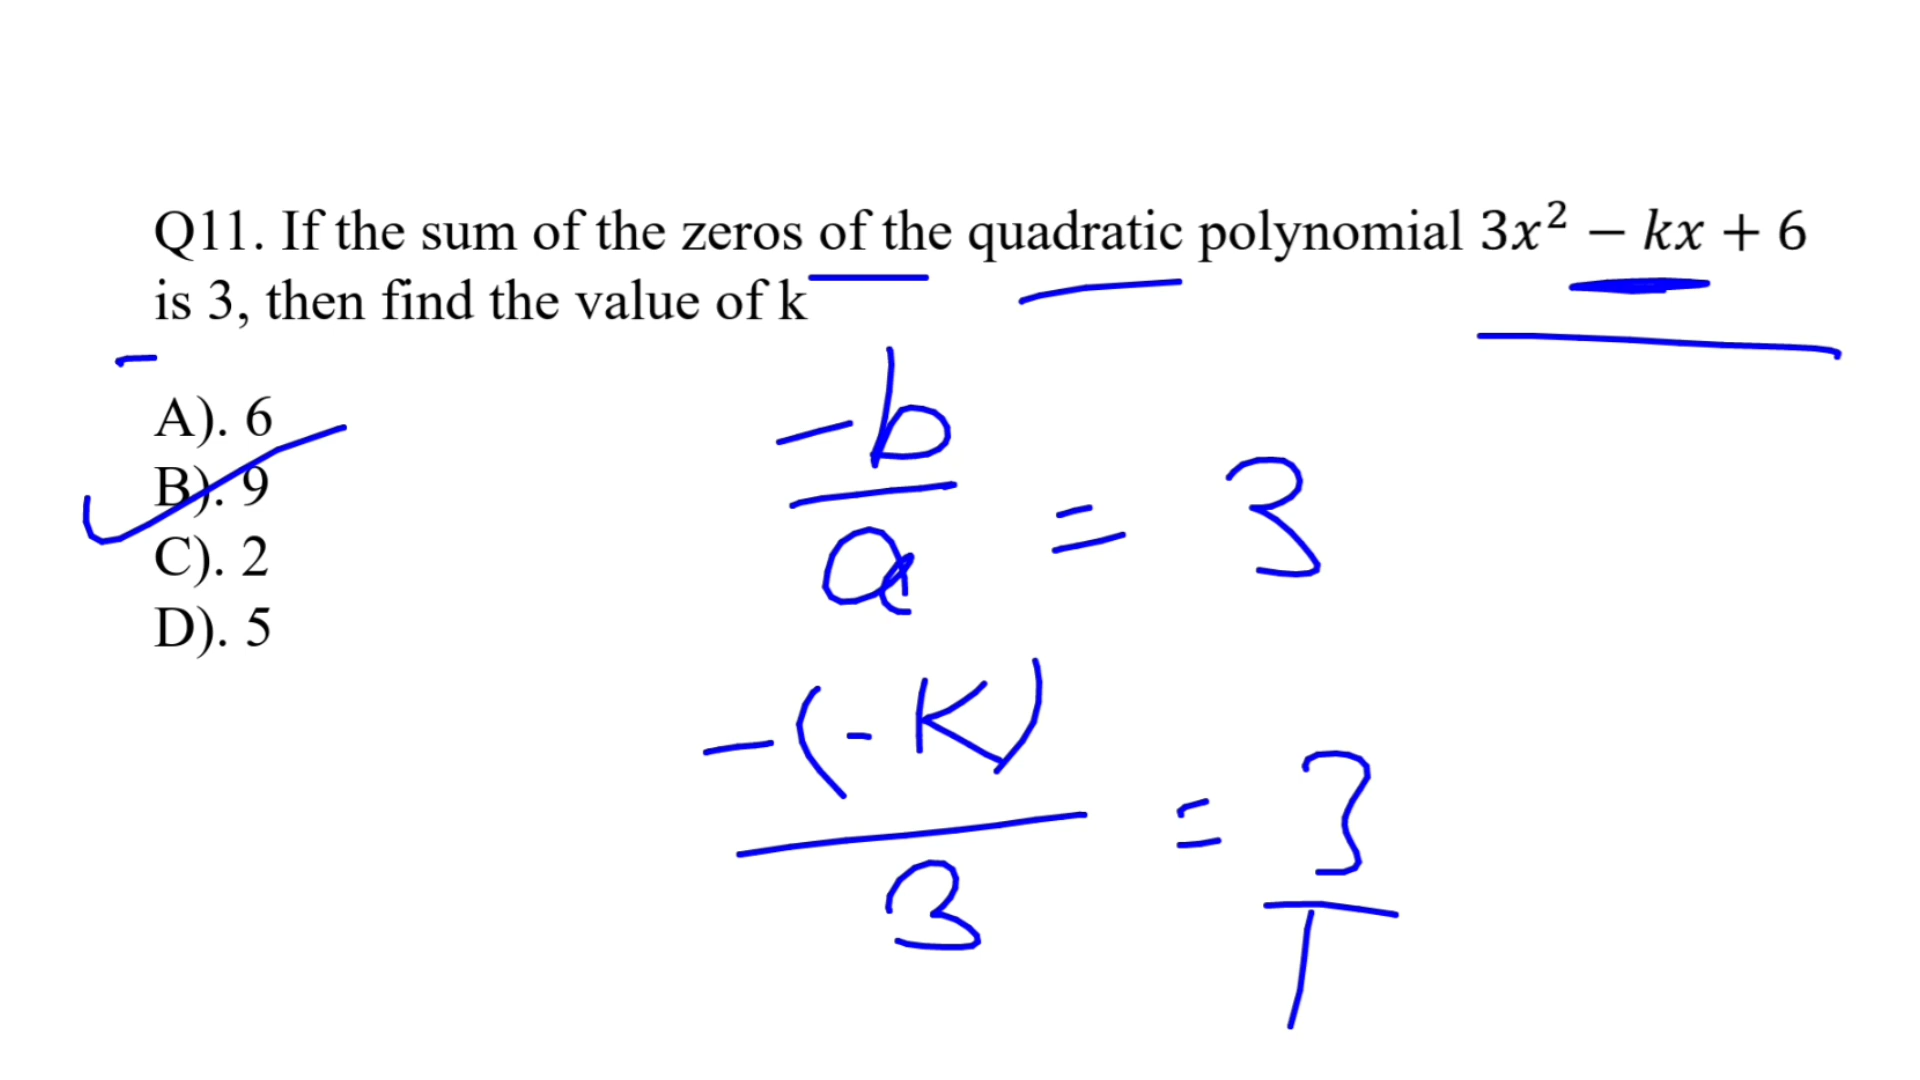 Q11. If the sum of the zeros of the quadratic polynomial 3x² − kx + 6
is 3, then find the value of k
A). 6
B). 9
C). 2
D). 5
-b/a = 3
-(-K)/3 = 3/1